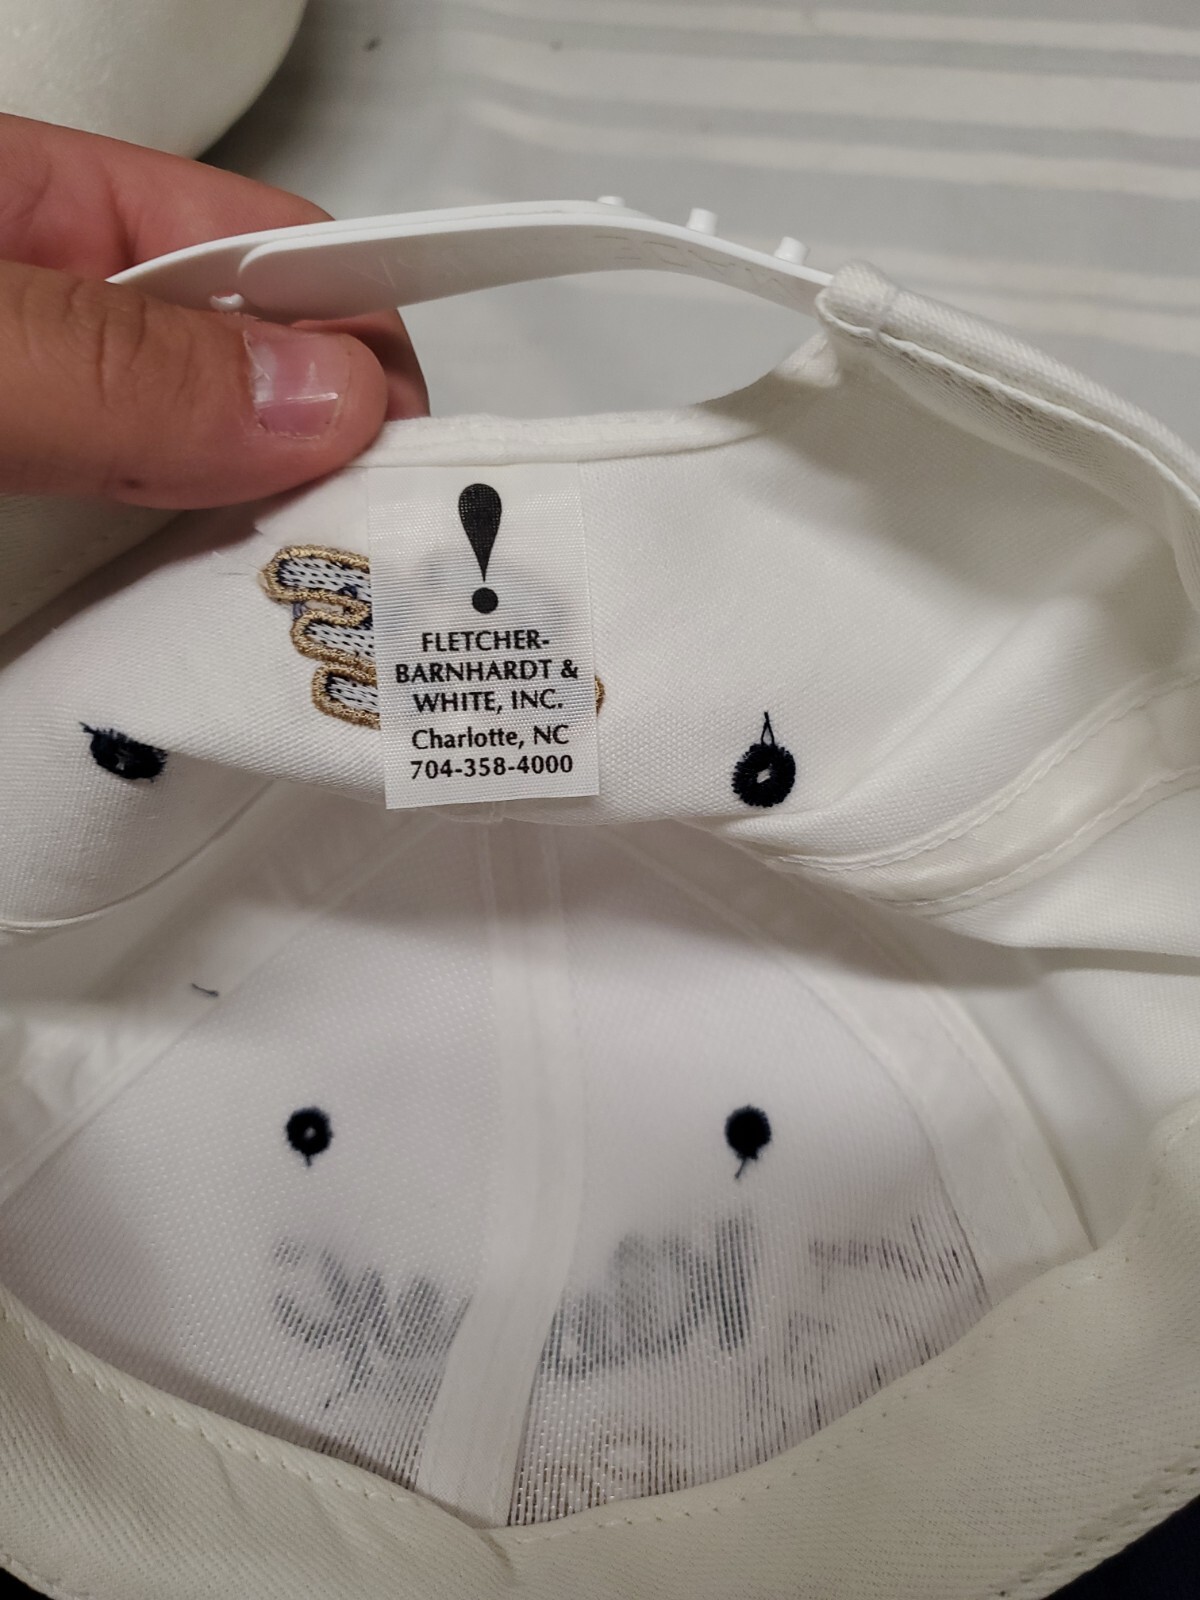 FLETCHER-
BARNHARDT &
WHITE, INC.
Charlotte, NC
704-358-4000